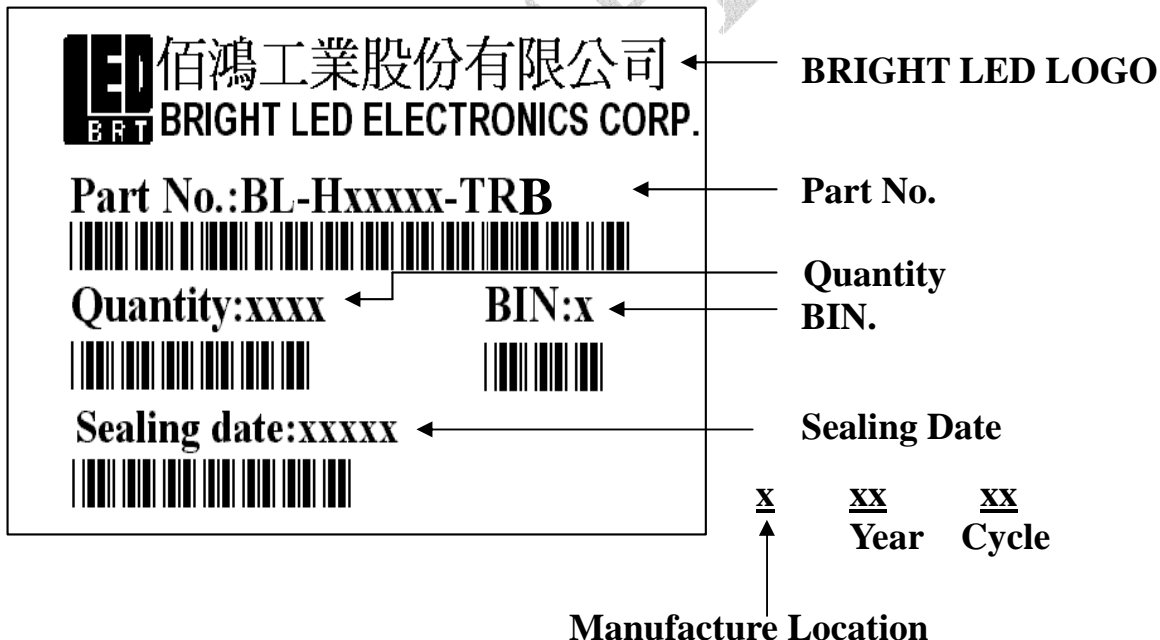 佰鴻工業股份有限公司
BRT BRIGHT LED ELECTRONICS CORP.
BRIGHT LED LOGO
Part No.:BL-Hxxxxx-TRB
Part No.
Quantity:xxxx
BIN:x
Quantity
BIN.
Sealing date:xxxxx
Sealing Date
x xx xx
Year Cycle
Manufacture Location